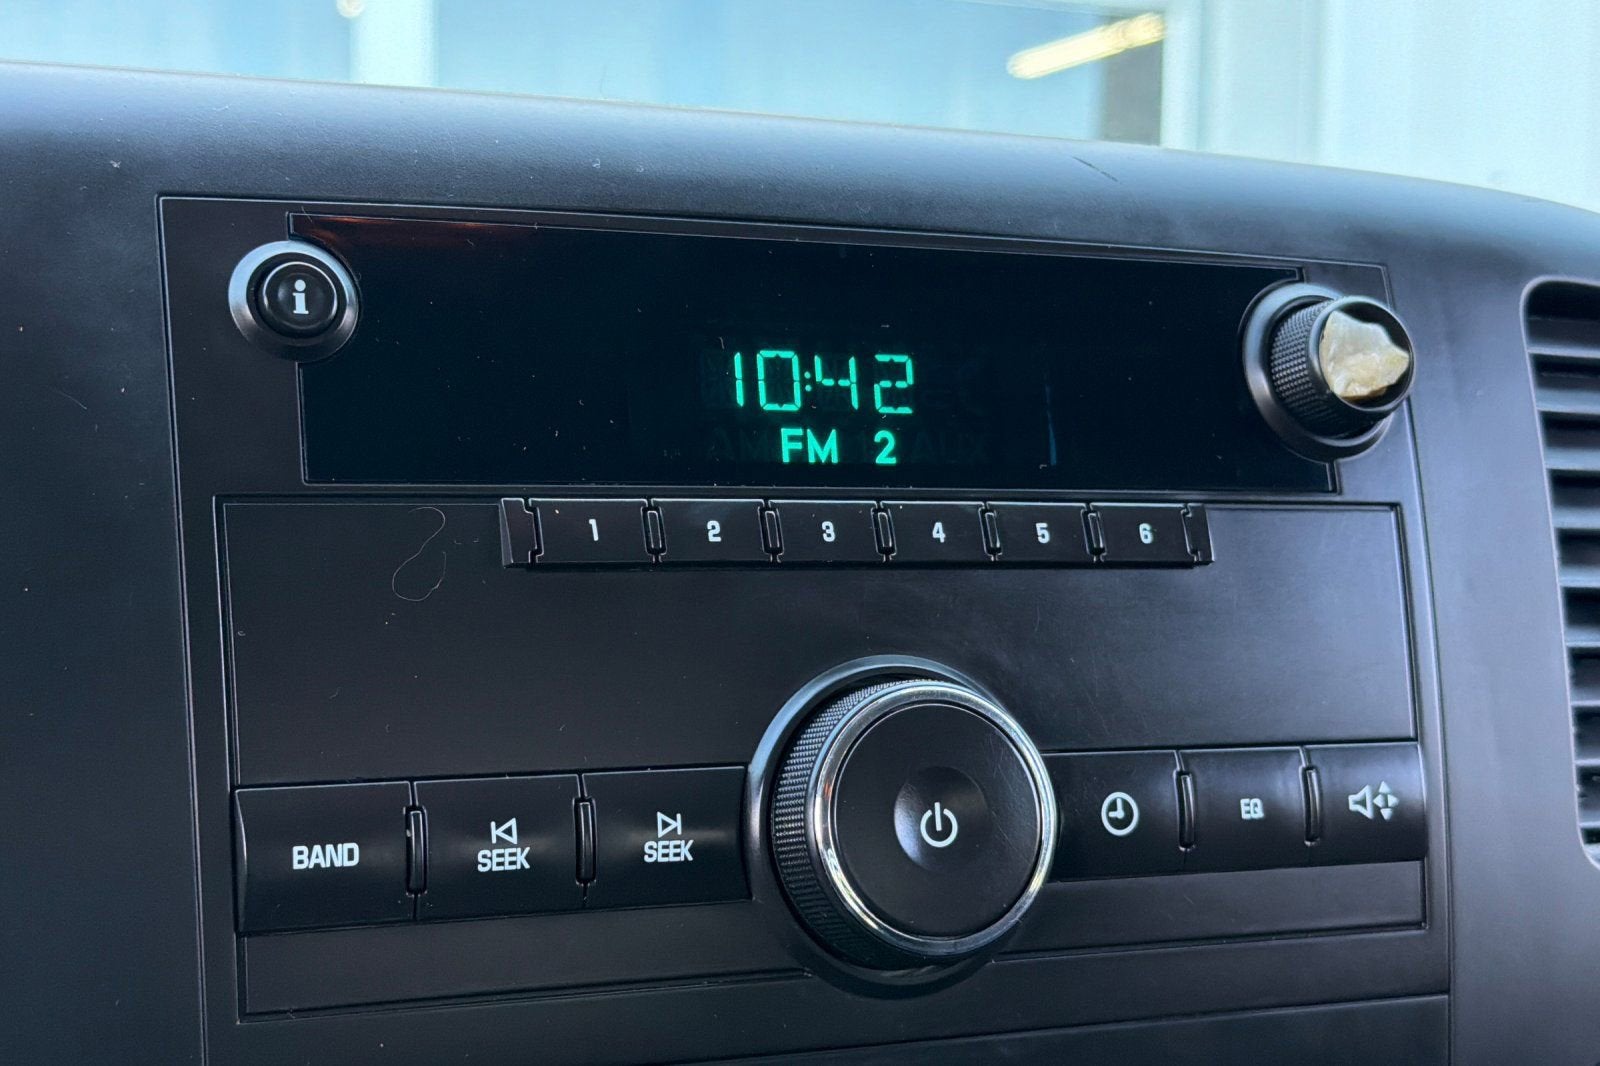 i
10:42
FM 2
1 2 3 4 5 6
BAND
SEEK
SEEK
EQ